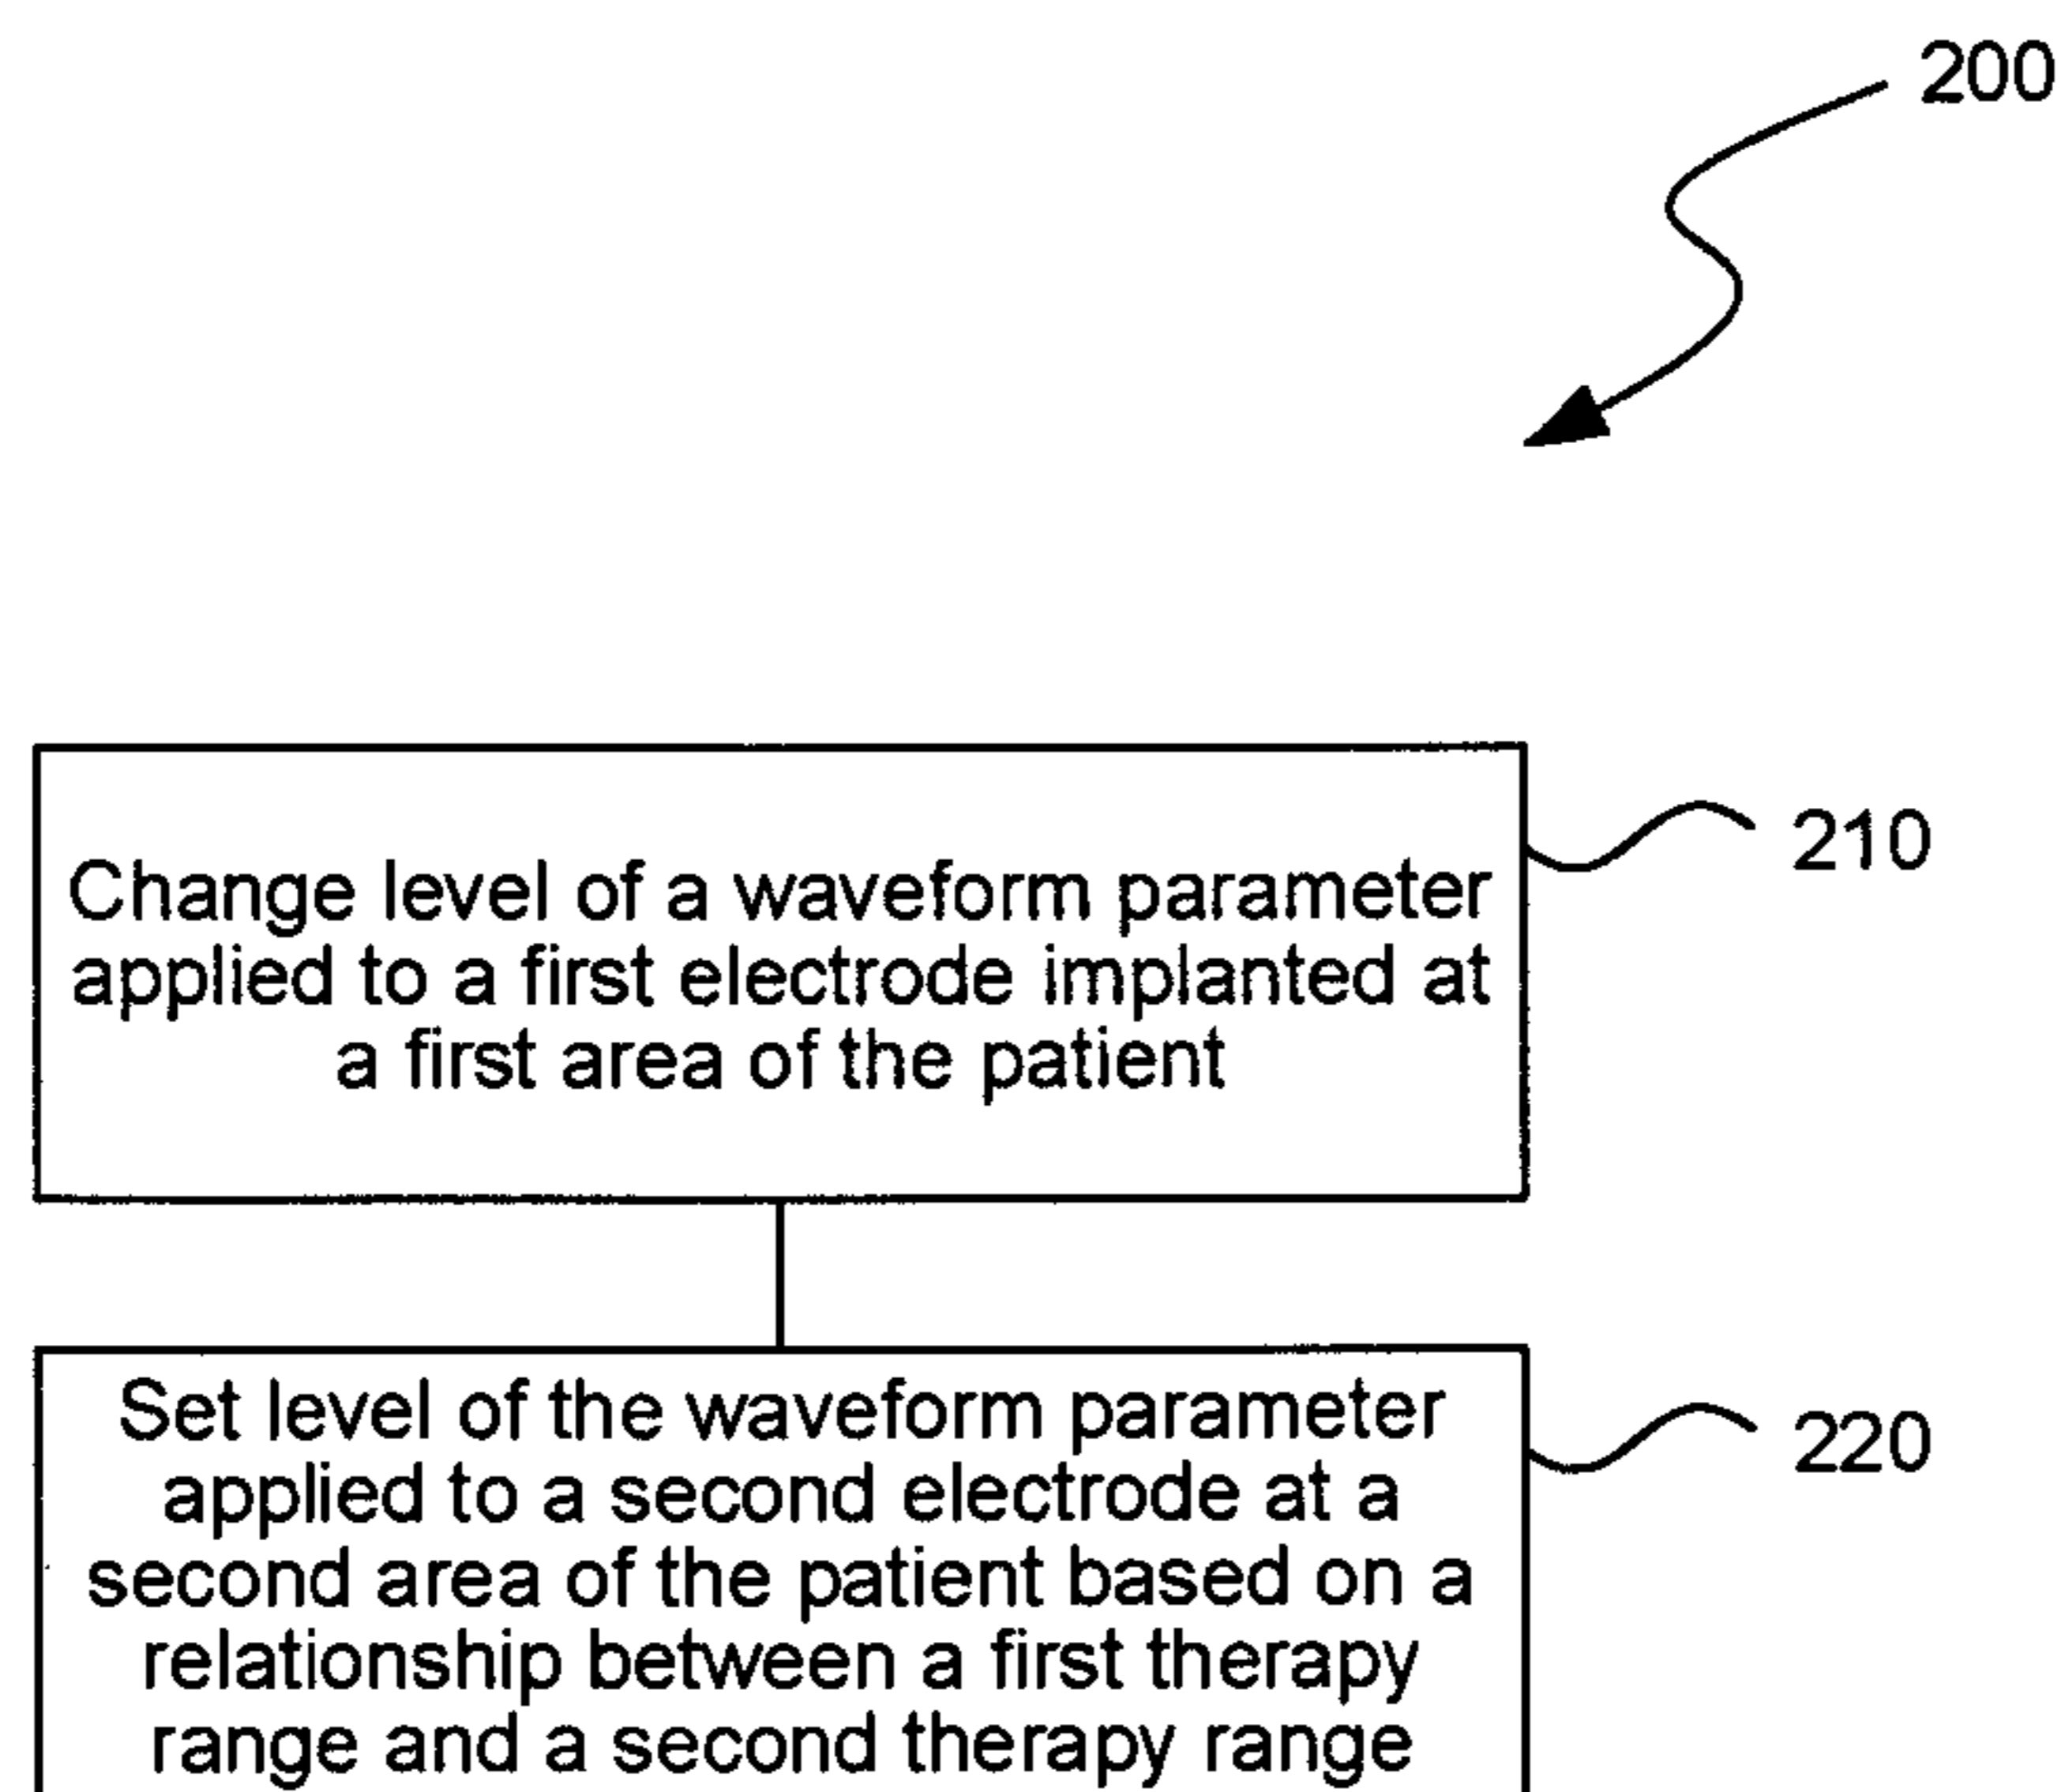 200
210
Change level of a waveform parameter
applied to a first electrode implanted at
a first area of the patient
220
Set level of the waveform parameter
applied to a second electrode at a
second area of the patient based on a
relationship between a first therapy
range and a second therapy range